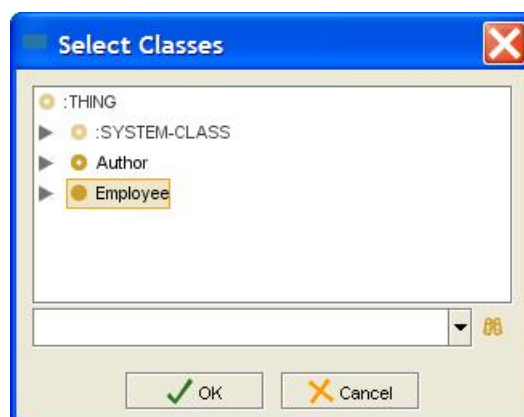 Select Classes
:THING
:SYSTEM-CLASS
Author
Employee
OK
Cancel